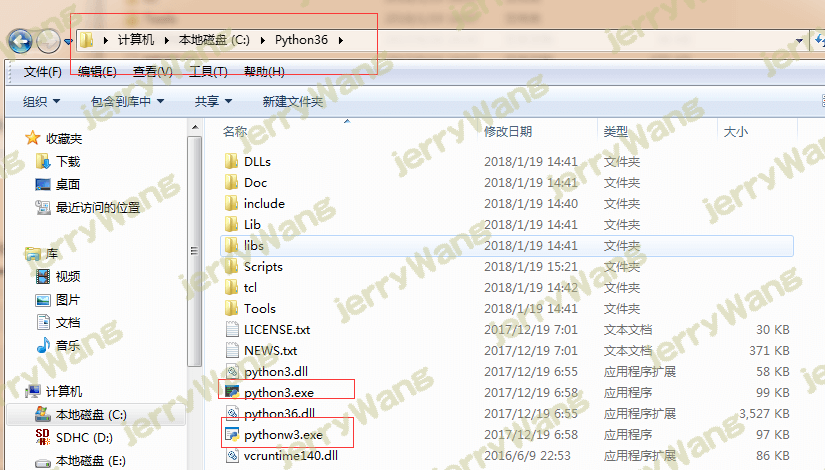 Tools
计算机 本地磁盘 (C:) Python36
文件(F) 编辑(E) 查看(V) 工具(T) 帮助(H)
组织 包含到库中 共享 新建文件夹
收藏夹
下载
桌面
最近访问的位置
库
视频
图片
文档
音乐
计算机
本地磁盘 (C:)
SDHC (D:)
本地磁盘 (E:)
名称 修改日期 类型 大小
DLLs 2018/1/19 14:41 文件夹
Doc 2018/1/19 14:41 文件夹
include 2018/1/19 14:40 文件夹
Lib 2018/1/19 14:41 文件夹
libs 2018/1/19 14:41 文件夹
Scripts 2018/1/19 15:21 文件夹
tcl 2018/1/19 14:42 文件夹
Tools 2018/1/19 14:41 文件夹
LICENSE.txt 2017/12/19 7:01 文本文档 30 KB
NEWS.txt 2017/12/19 7:01 文本文档 371 KB
python3.dll 2017/12/19 6:55 应用程序扩展 58 KB
python3.exe 2017/12/19 6:58 应用程序 99 KB
python36.dll 2017/12/19 6:55 应用程序扩展 3,527 KB
pythonw3.exe 2017/12/19 6:58 应用程序 97 KB
vcruntime140.dll 2016/6/9 22:53 应用程序扩展 86 KB
jerryWang